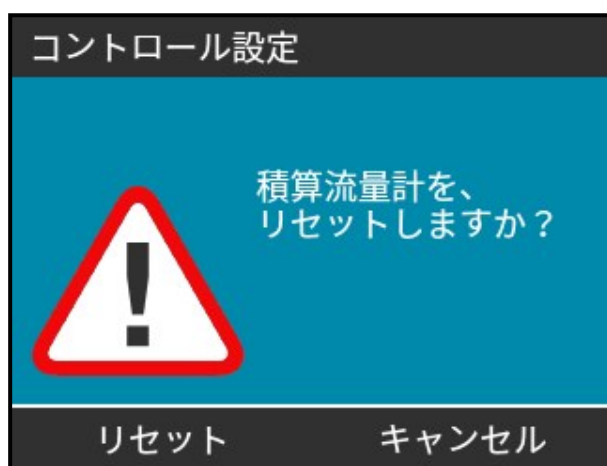 コントロール設定
積算流量計を、
リセットしますか？
リセット キャンセル